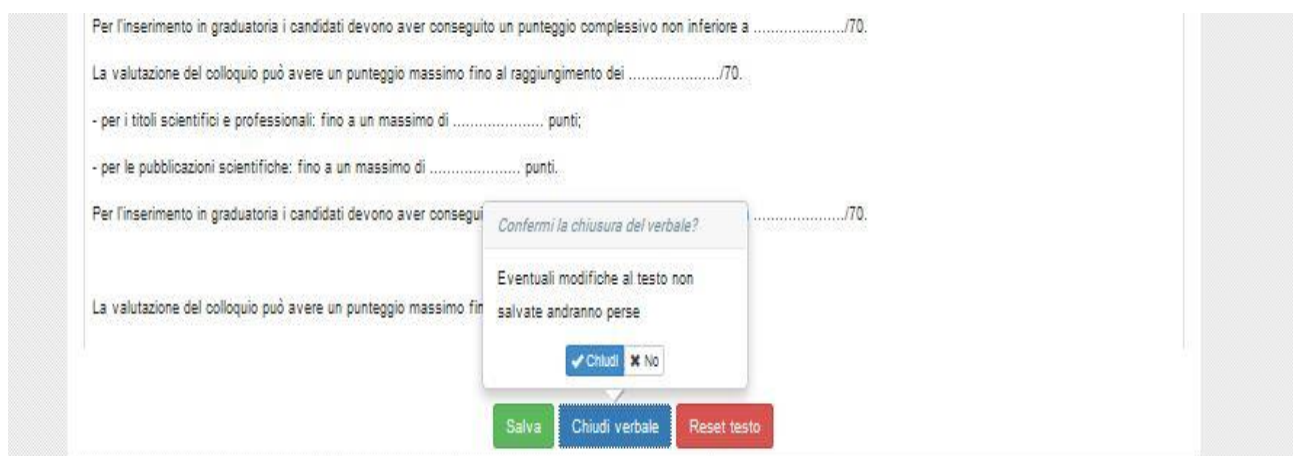 Per l'inserimento in graduatoria i candidati devono aver conseguito un punteggio complessivo non inferiore a ...................../70.
La valutazione del colloquio può avere un punteggio massimo fino al raggiungimento dei ...................../70.
- per i titoli scientifici e professionali: fino a un massimo di ..................... punti;
- per le pubblicazioni scientifiche: fino a un massimo di ..................... punti.
Per l'inserimento in graduatoria i candidati devono aver consegui ...................../70.
Confermi la chiusura del verbale?
Eventuali modifiche al testo non
salvate andranno perse
La valutazione del colloquio può avere un punteggio massimo fin
Chiudi No
Salva Chiudi verbale Reset testo